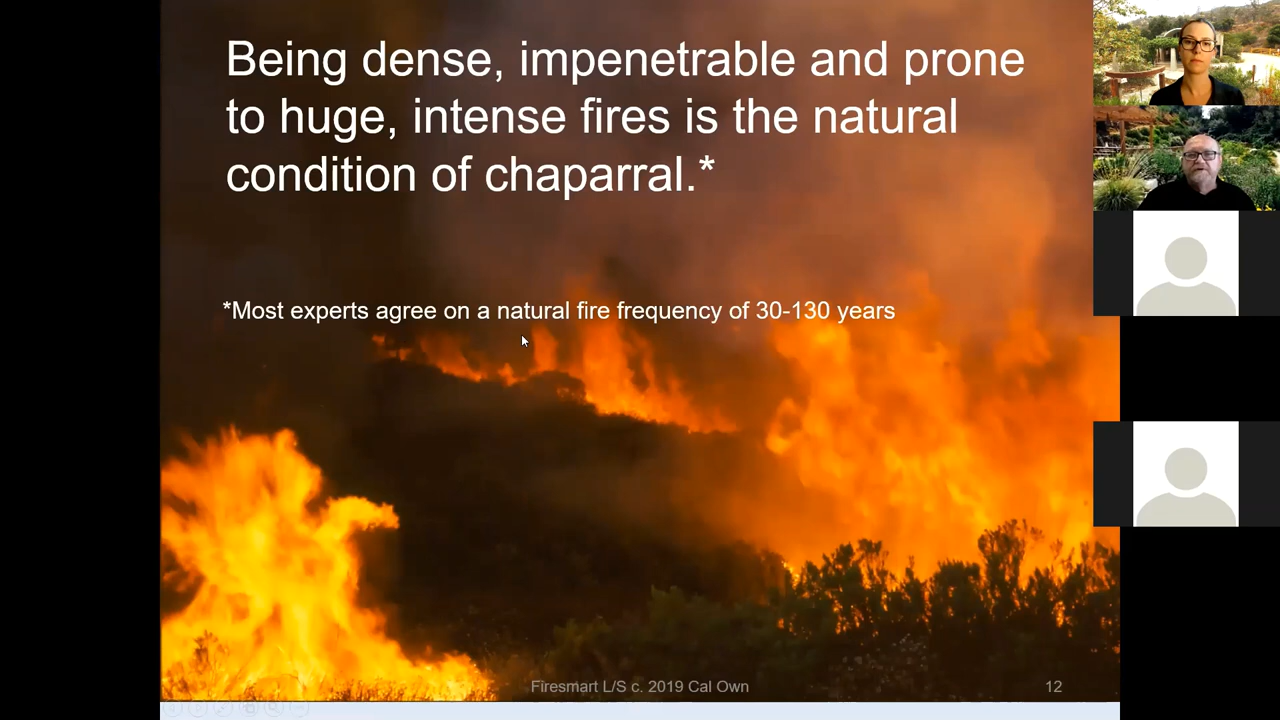 Being dense, impenetrable and prone
to huge, intense fires is the natural
condition of chaparral.*
*Most experts agree on a natural fire frequency of 30-130 years
Firesmart L/S c. 2019 Cal Own
12